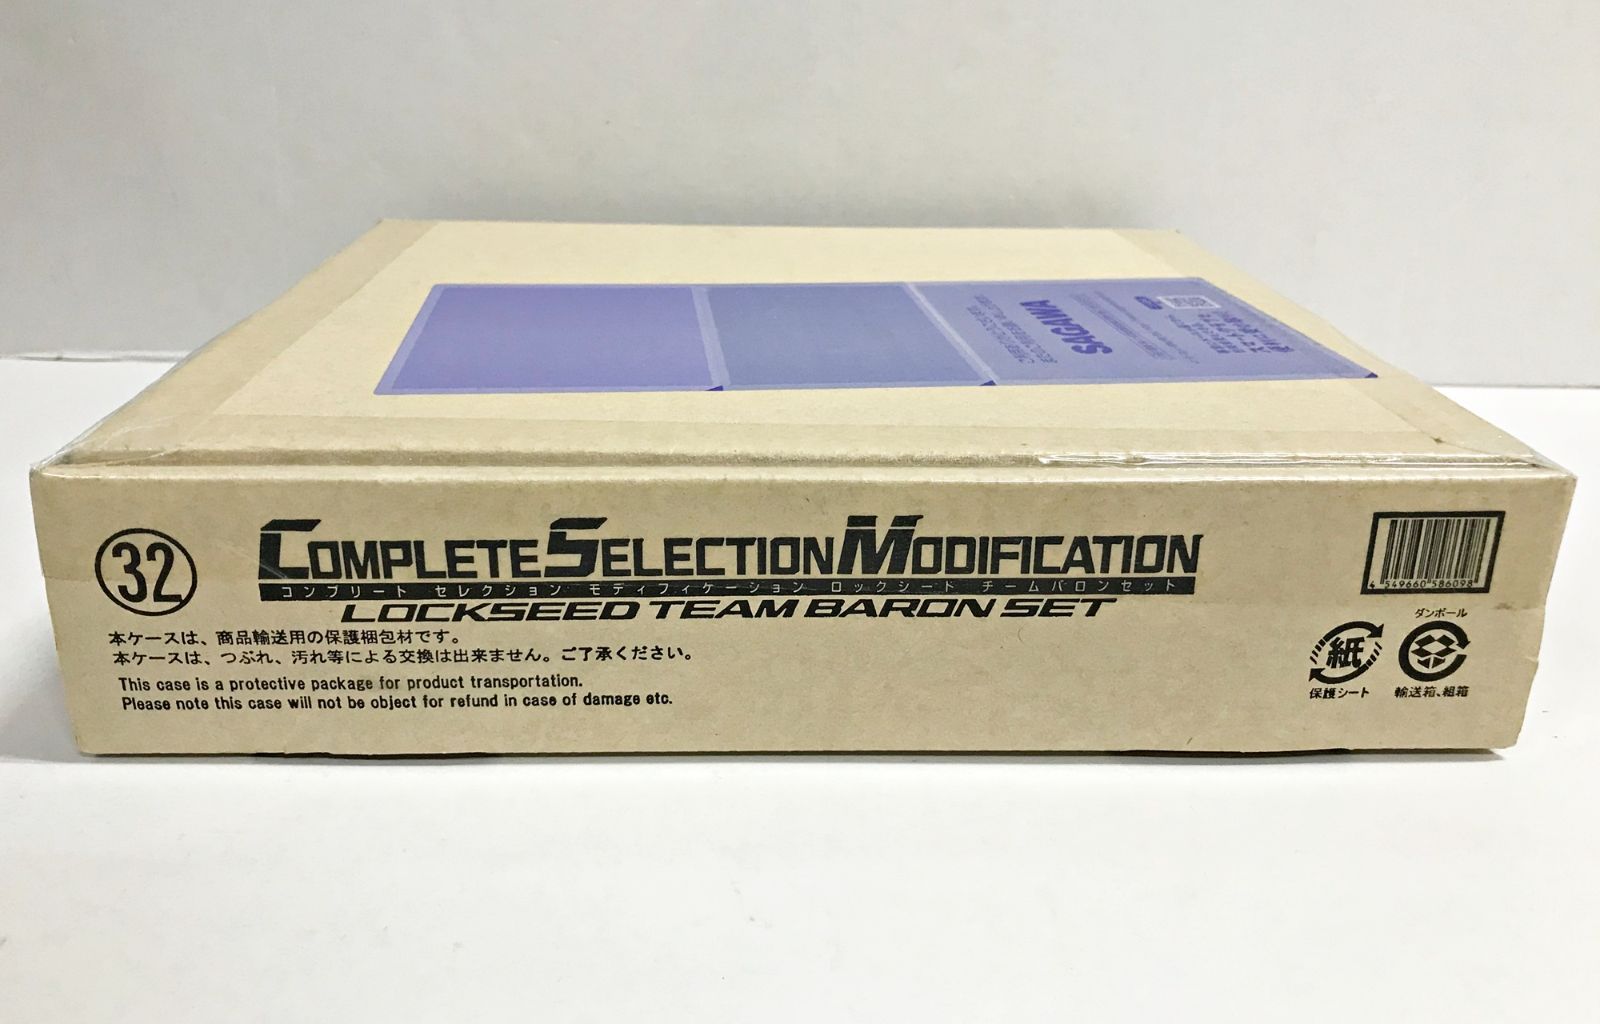 SAGAWA
32
COMPLETE SELECTION MODIFICATION
コンプリート セレクション モディフィケーション ロックシード チームバロンセット
LOCKSEED TEAM BARON SET
本ケースは、商品輸送用の保護梱包材です。
本ケースは、つぶれ、汚れ等による交換は出来ません。ご了承ください。
This case is a protective package for product transportation.
Please note this case will not be object for refund in case of damage etc.
4 549660 586098
ダンボール
紙
保護シート
輸送箱、組箱